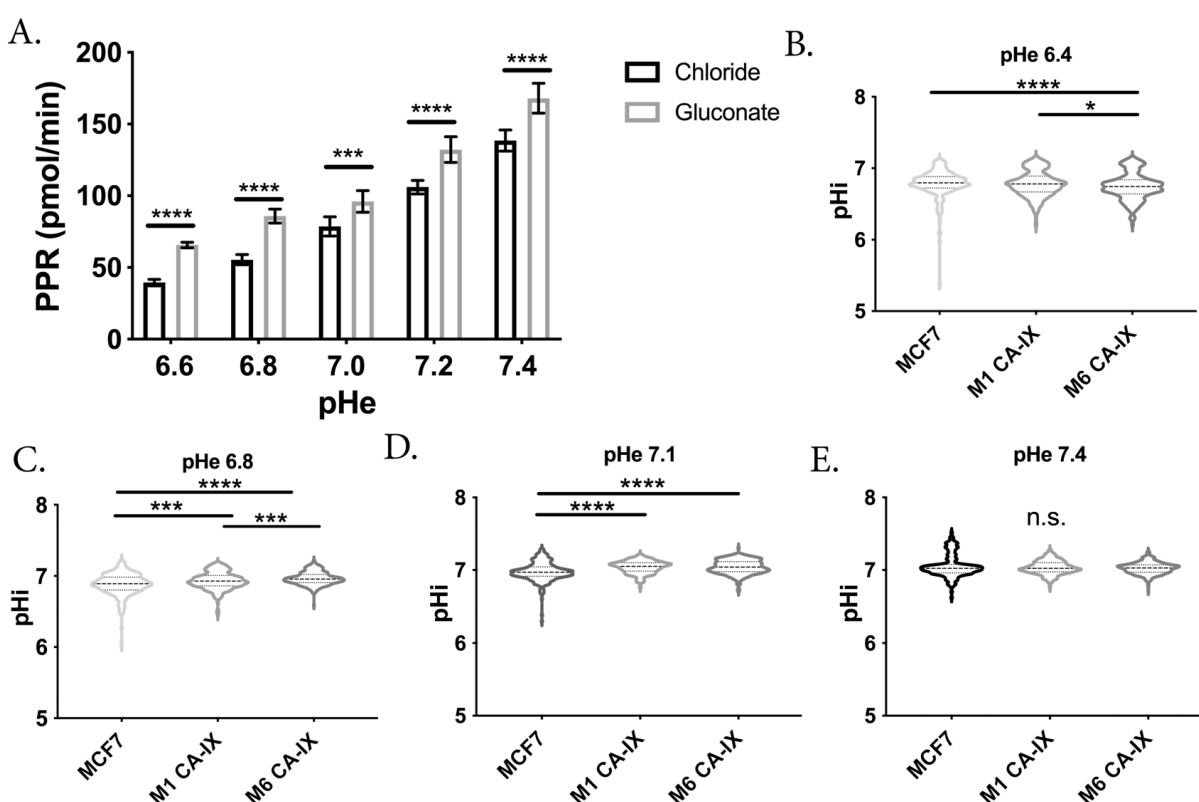 A.
200
150
100
50
0
PPR (pmol/min)
****
****
***
****
****
6.6 6.8 7.0 7.2 7.4
pHe
Chloride
Gluconate
B.
pHe 6.4
****
*
8
7
6
5
pHi
MCF7
M1 CA-IX
M6 CA-IX
C.
pHe 6.8
****
***
***
8
7
6
5
pHi
MCF7
M1 CA-IX
M6 CA-IX
D.
pHe 7.1
****
****
8
7
6
5
pHi
MCF7
M1 CA-IX
M6 CA-IX
E.
pHe 7.4
n.s.
8
7
6
5
pHi
MCF7
M1 CA-IX
M6 CA-IX